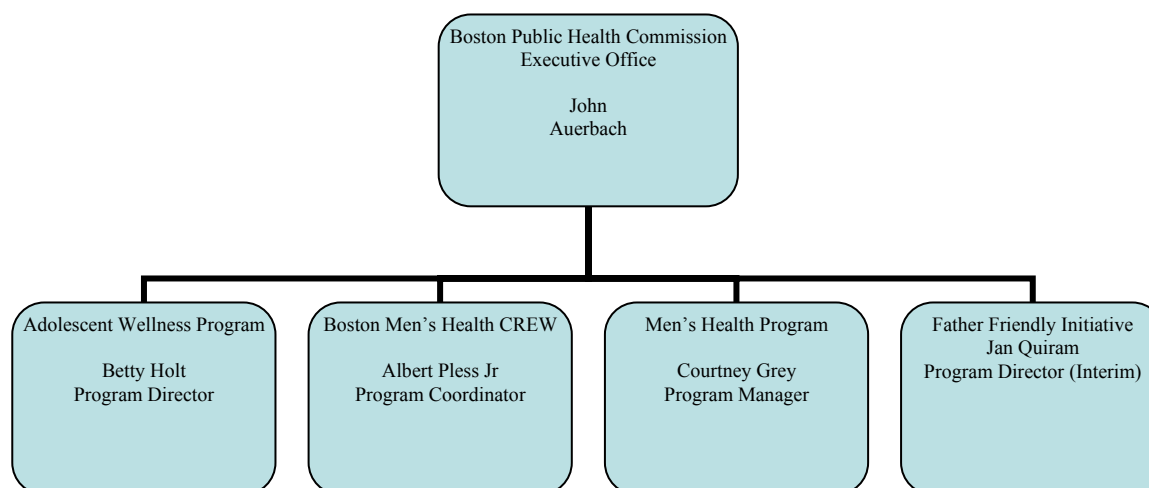 Boston Public Health Commission
Executive Office
John
Auerbach
Adolescent Wellness Program
Betty Holt
Program Director
Boston Men's Health CREW
Albert Pless Jr
Program Coordinator
Men's Health Program
Courtney Grey
Program Manager
Father Friendly Initiative
Jan Quiram
Program Director (Interim)